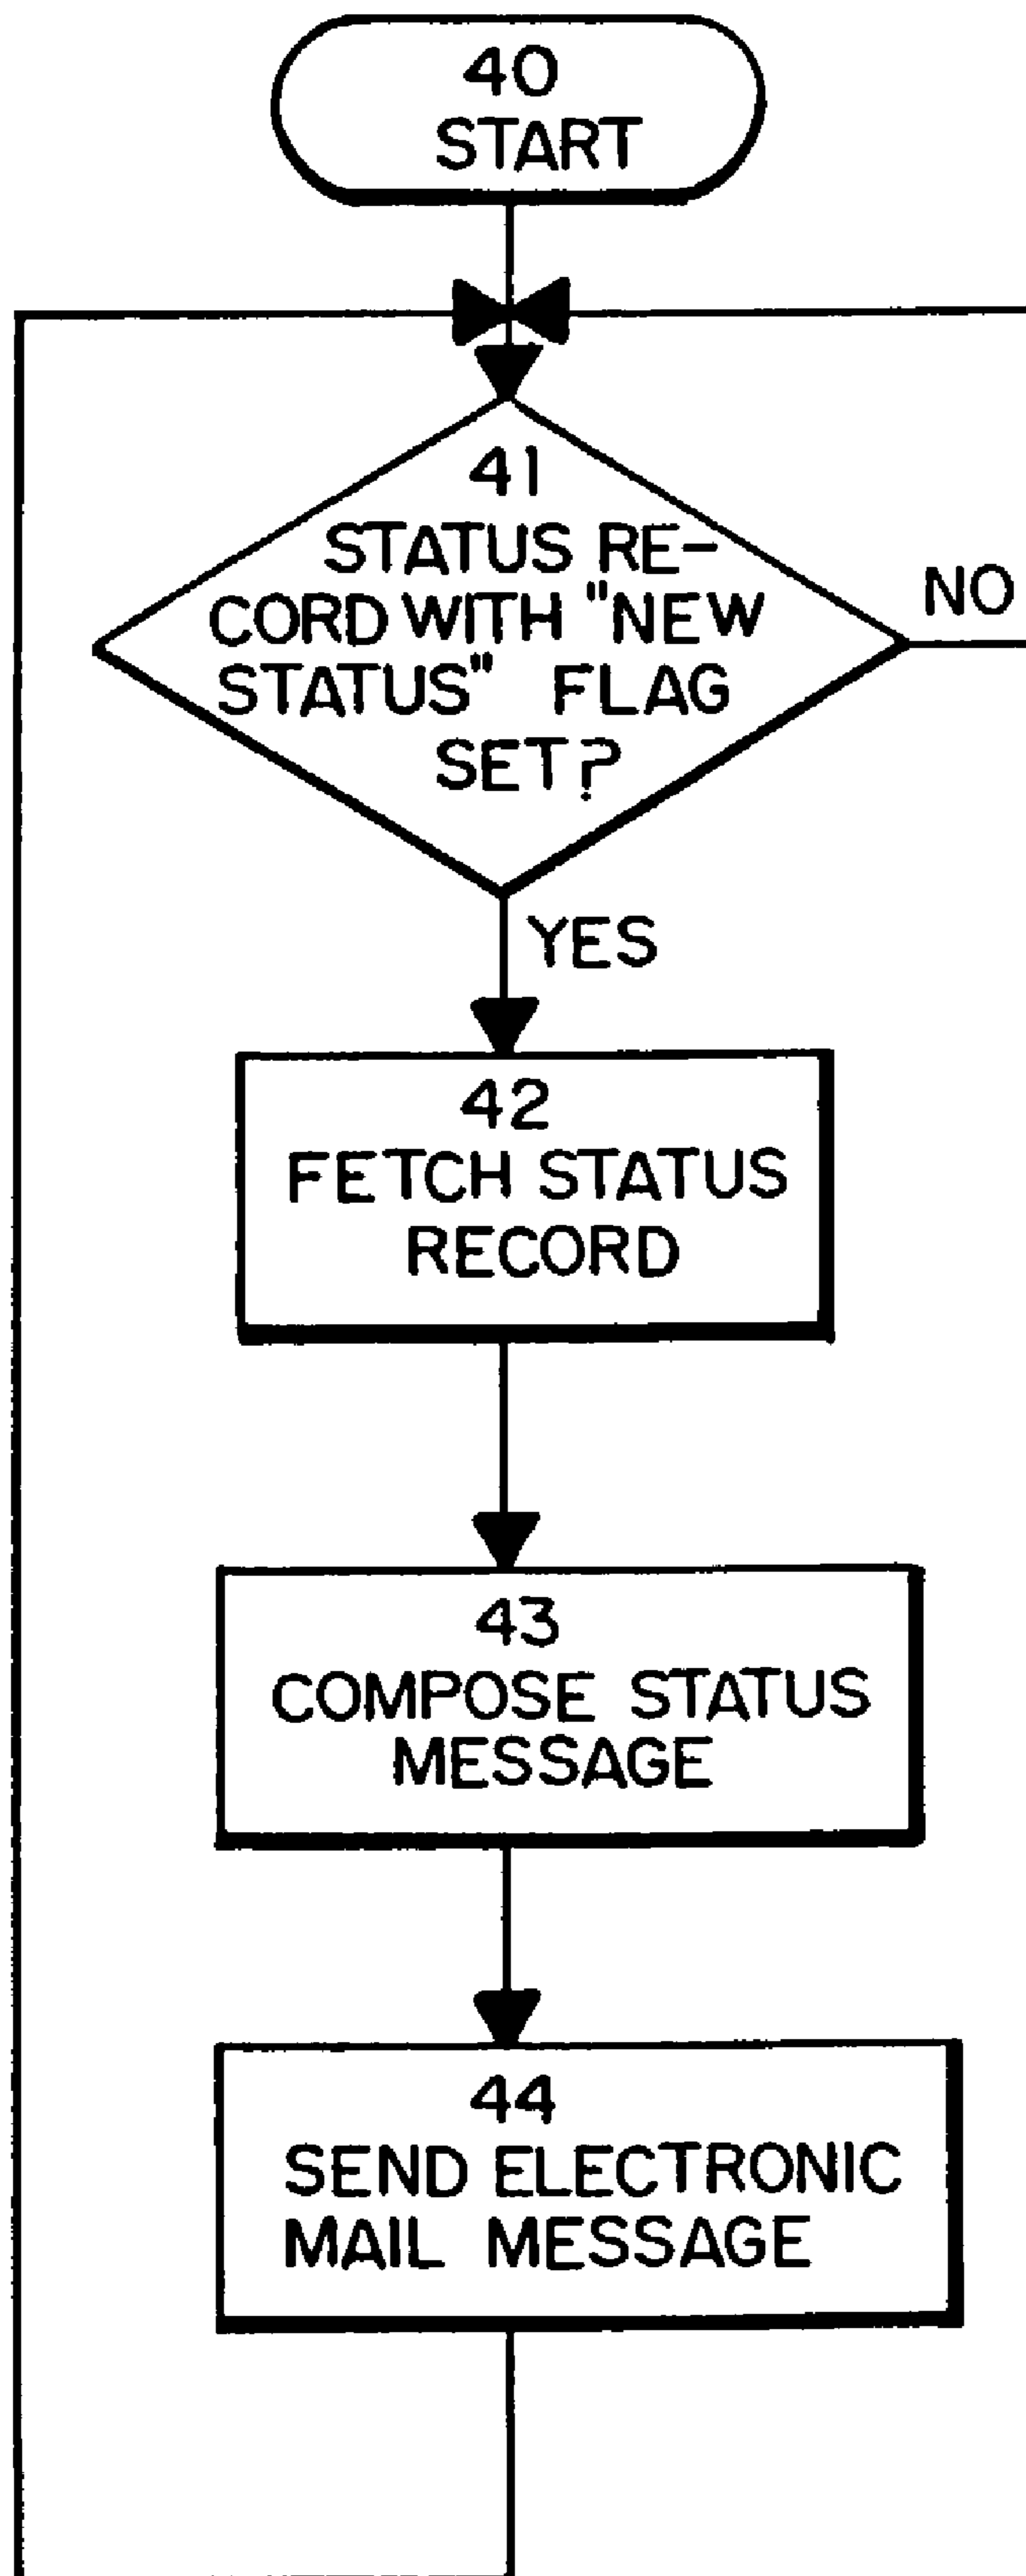 40
START
41
STATUS RE-
CORD WITH "NEW
STATUS" FLAG
SET?
NO
YES
42
FETCH STATUS
RECORD
43
COMPOSE STATUS
MESSAGE
44
SEND ELECTRONIC
MAIL MESSAGE